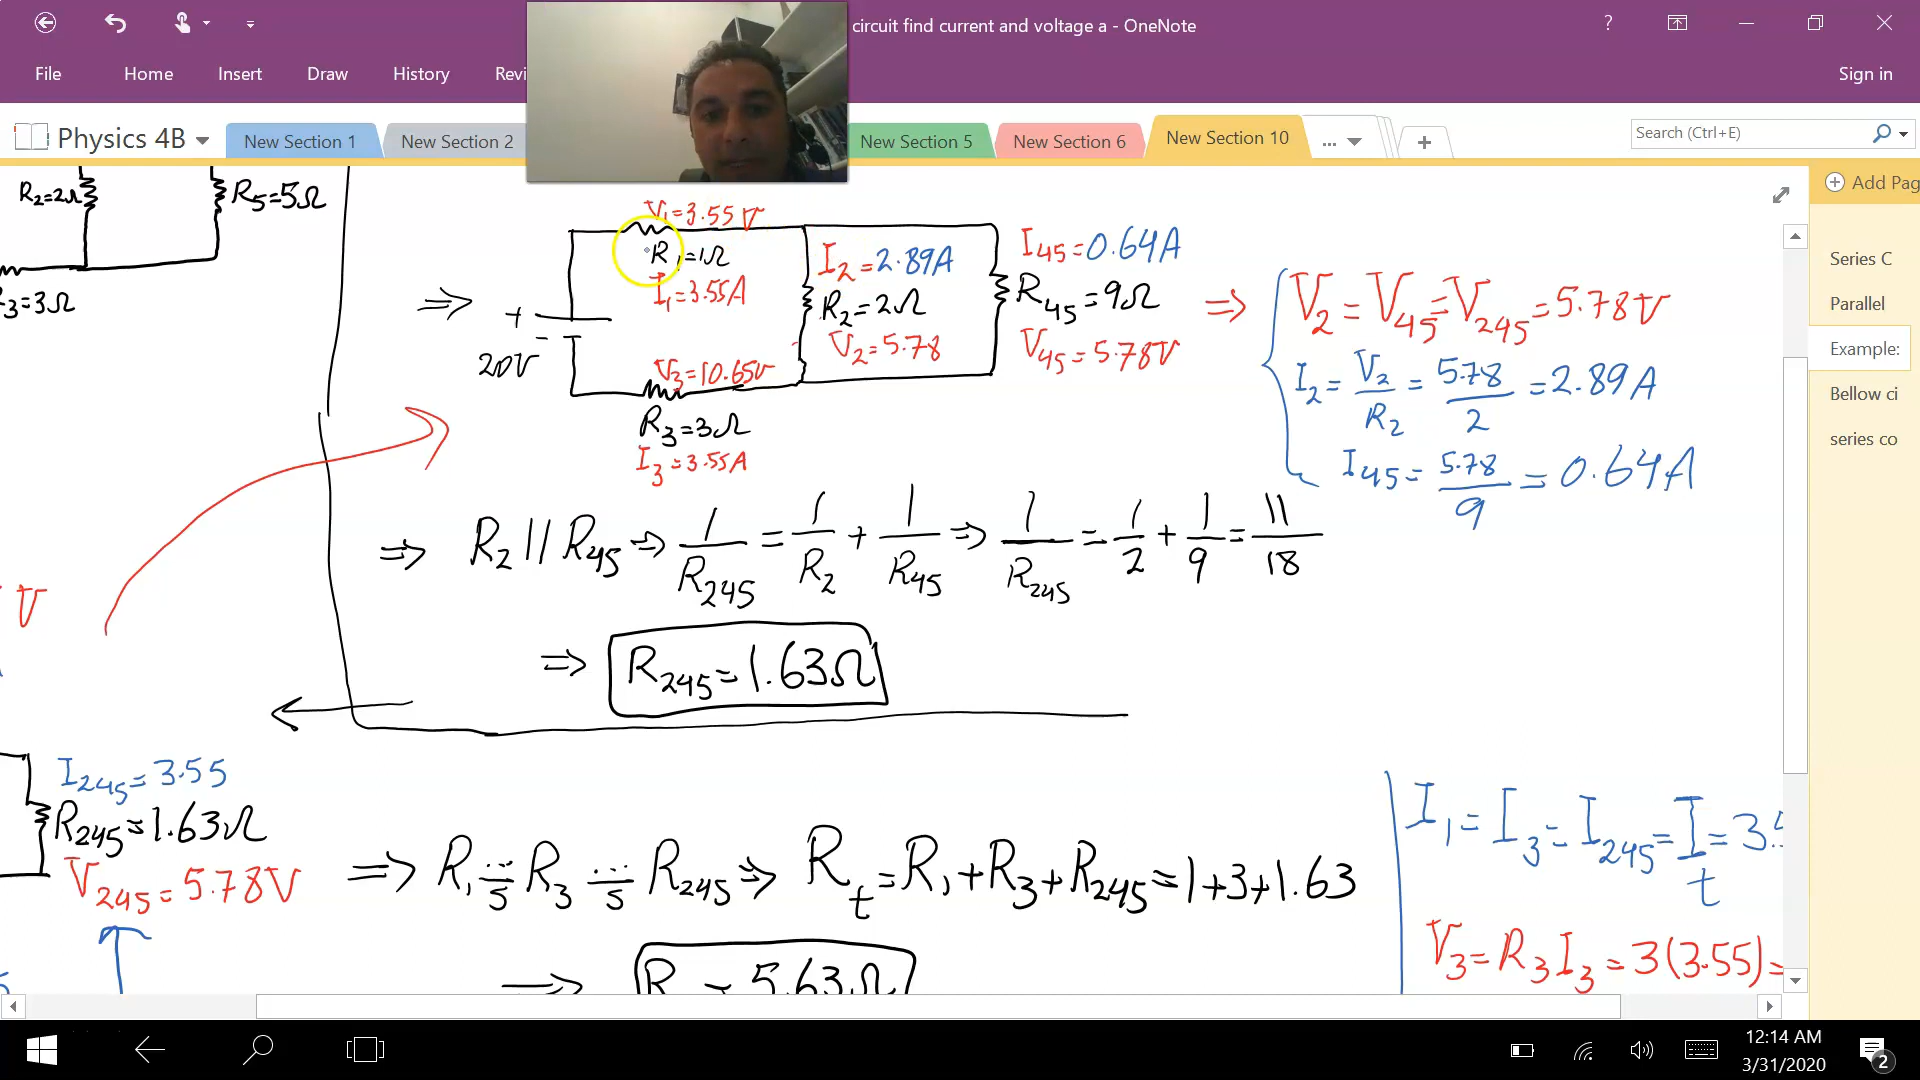 circuit find current and voltage a - OneNote
File Home Insert Draw History Revi
Sign in
Physics 4B
New Section 1
New Section 2
New Section 5
New Section 6
New Section 10
...
Search (Ctrl+E)
Add Pag
Series C
Parallel
Example:
Bellow ci
series co
R2=2Ω
R5=5Ω
R3=3Ω
V1=3.55V
R1=1Ω
I1=3.55A
+
-
20V
V3=10.65V
R3=3Ω
I3=3.55A
I2=2.89A
R2=2Ω
V2=5.78
I45=0.64A
R45=9Ω
V45=5.78V
⇒
⇒ V2=V45=V245=5.78V
I2=V2/R2=5.78/2=2.89A
I45=5.78/9=0.64A
⇒ R2//R45→1/R245=1/R2+1/R45⇒1/R245=1/2+1/9=11/18
⇒ R245=1.63Ω
V
I245=3.55
R245=1.63Ω
V245=5.78V
⇒ R1 ÷s R3 ÷s R245⇒Rt=R1+R3+R245=1+3+1.63
I1=I3=I245=It=3.5
V3=R3I3=3(3.55)=
12:14 AM
3/31/2020
2